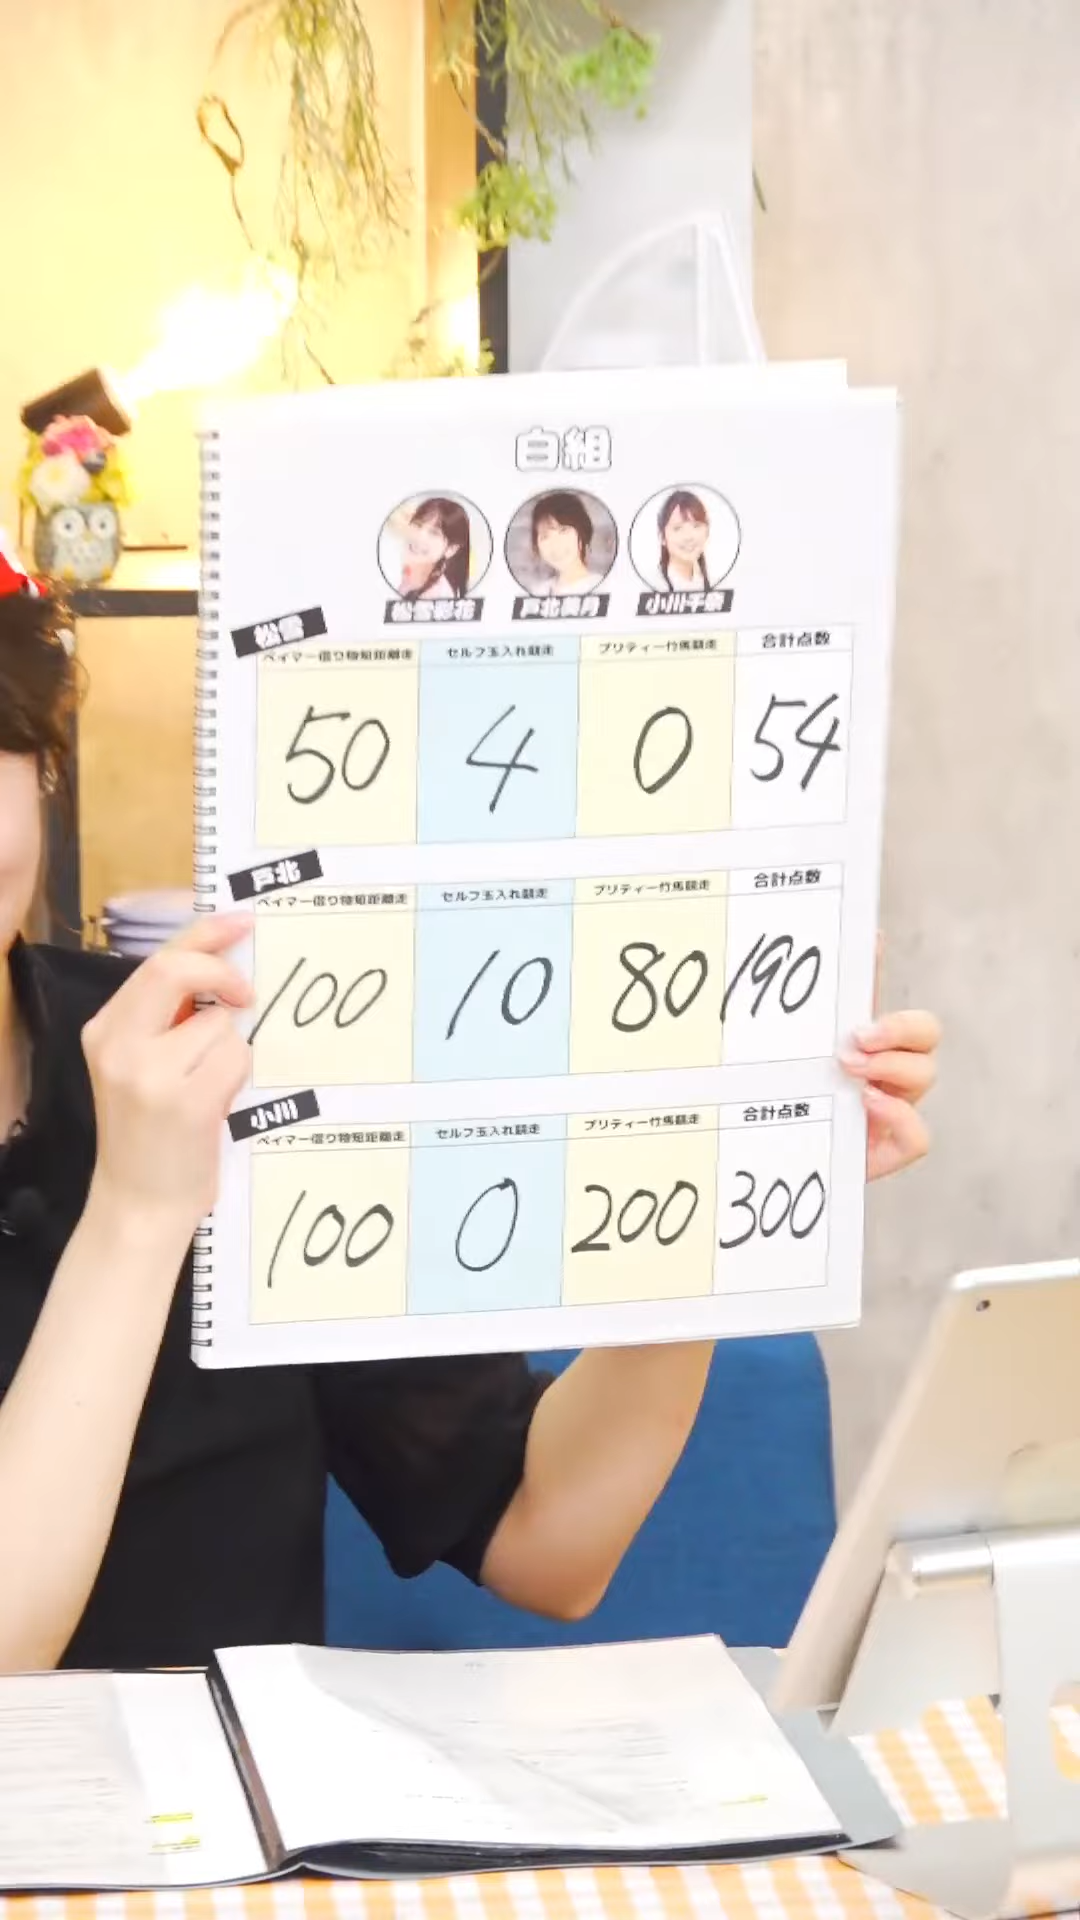 白組
松雪彩花 戸北美月 小川千奈
松雪
ペイマー借り物短距離走 セルフ玉入れ競走 プリティー竹馬競走 合計点数
50 4 0 54
戸北
ペイマー借り物短距離走 セルフ玉入れ競走 プリティー竹馬競走 合計点数
100 10 80 190
小川
ペイマー借り物短距離走 セルフ玉入れ競走 プリティー竹馬競走 合計点数
100 0 200 300